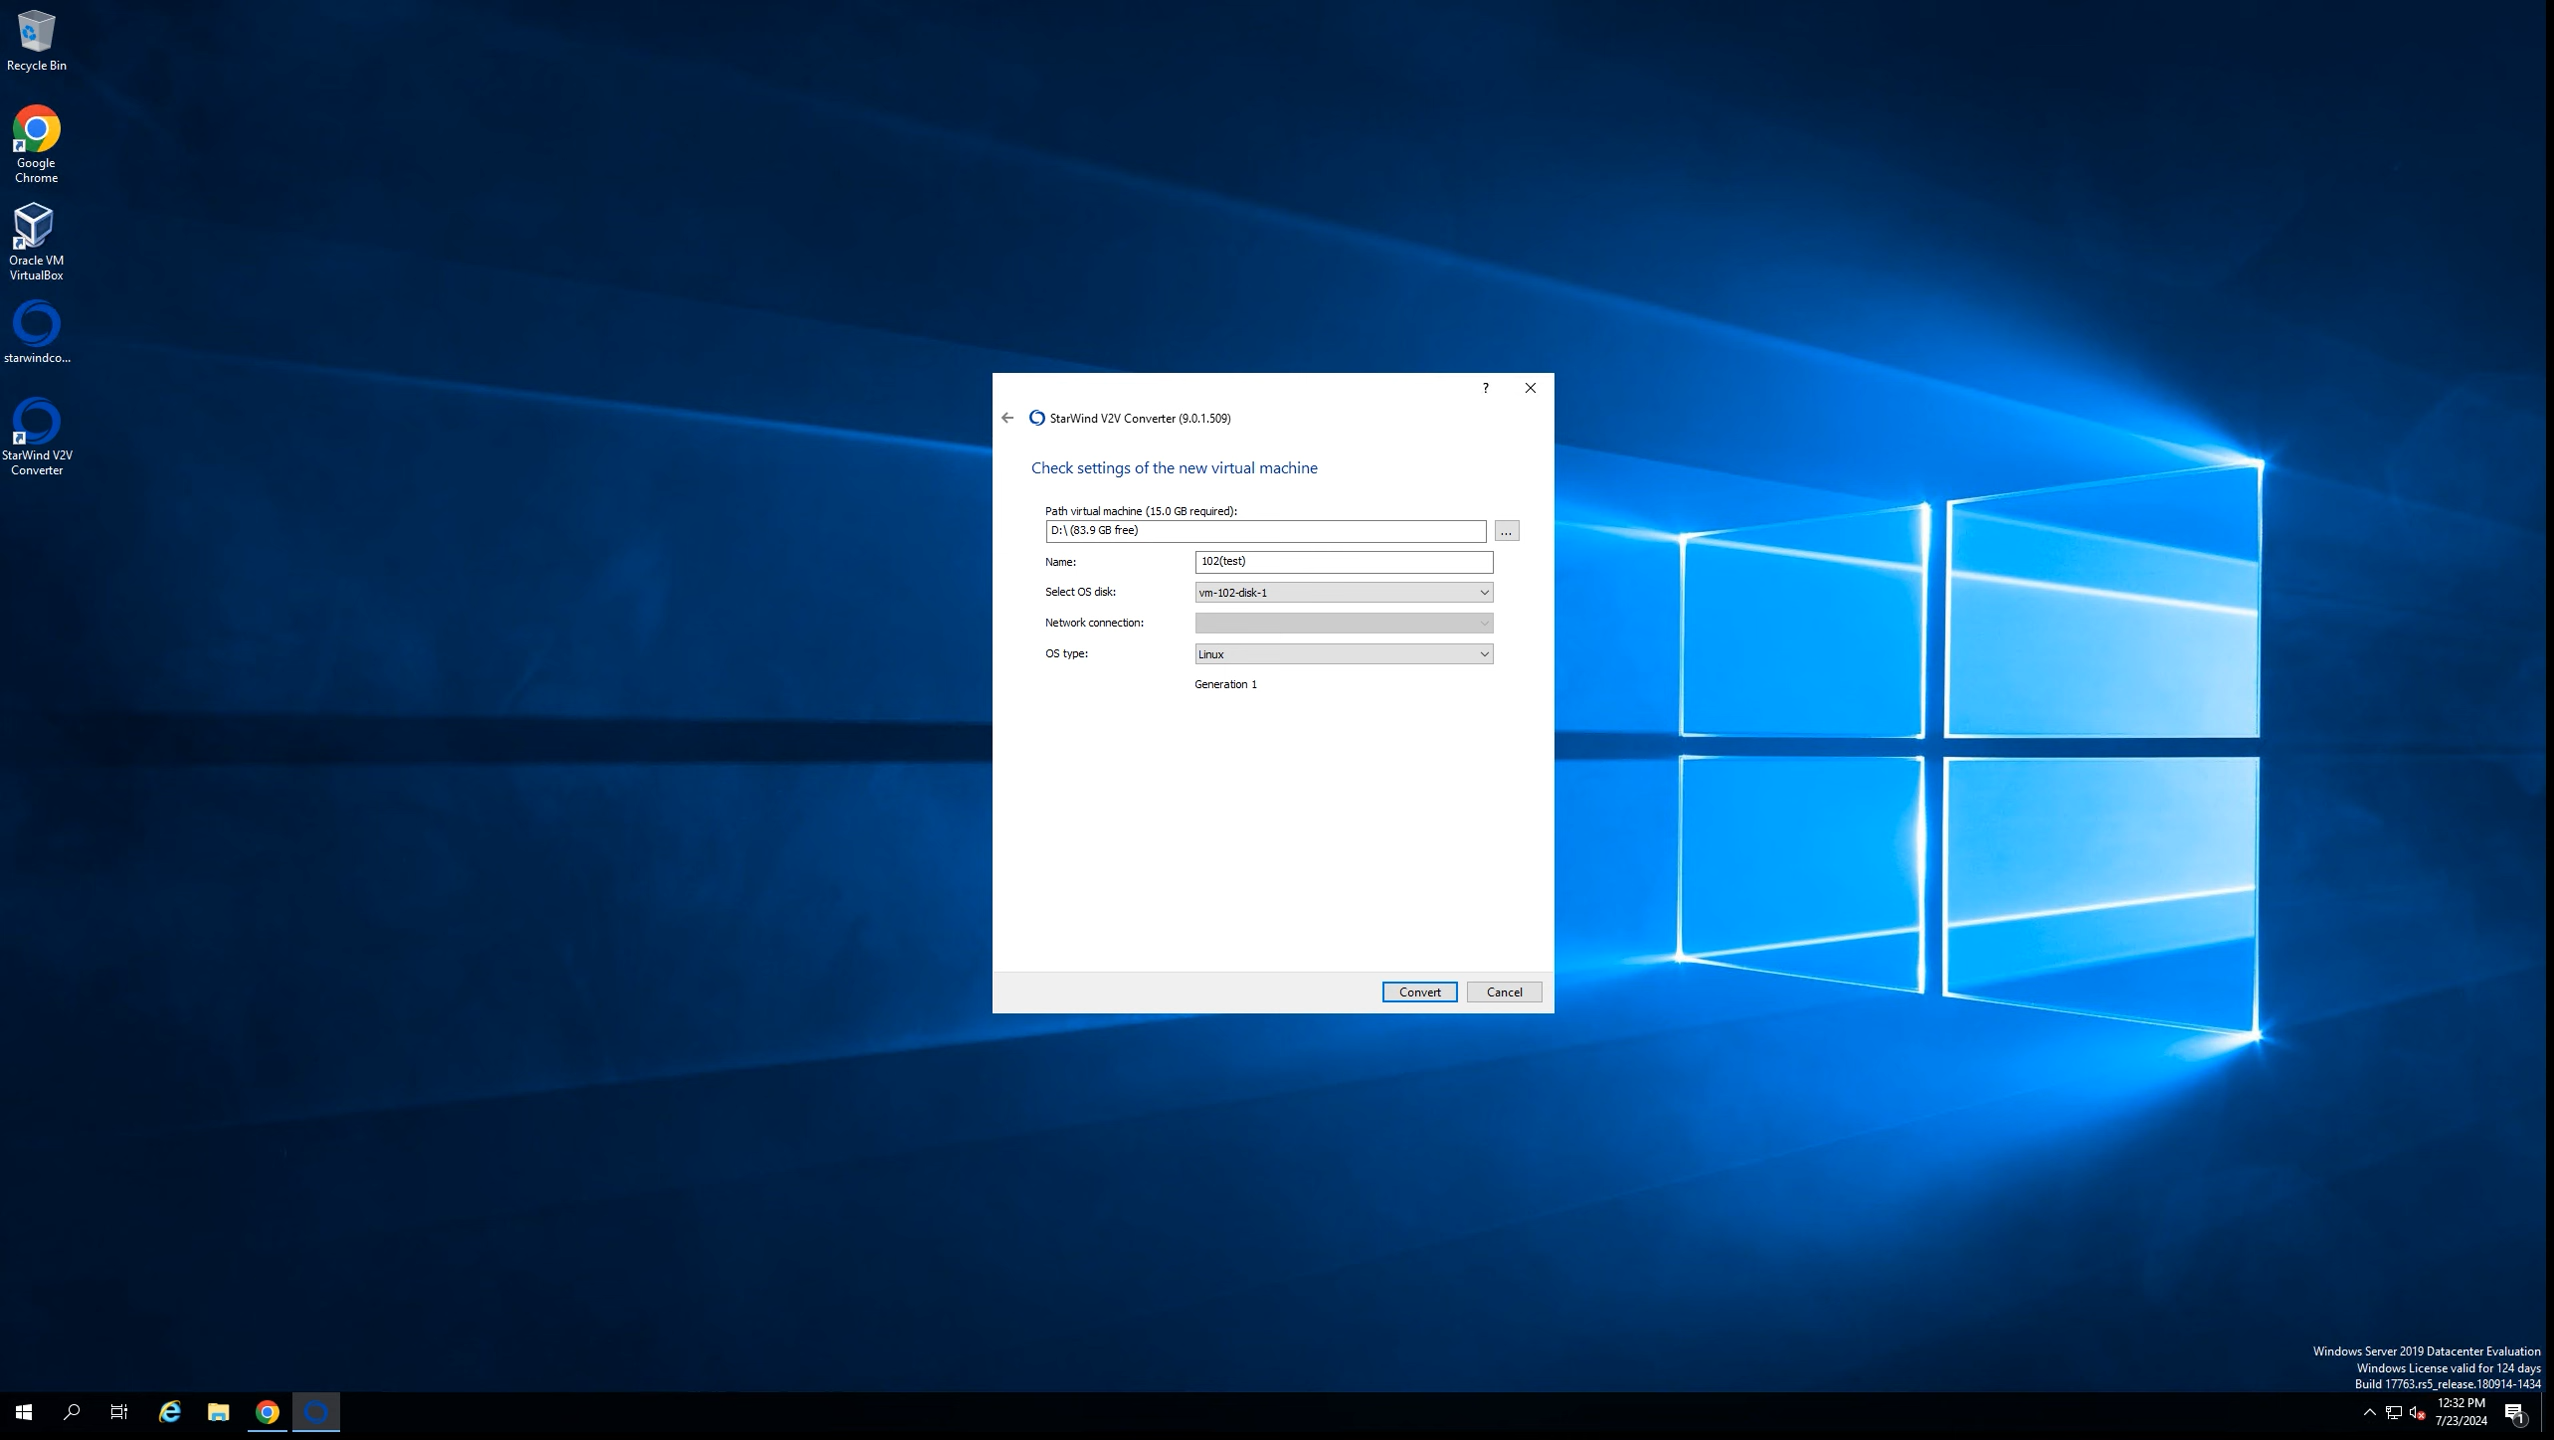 Recycle Bin
Google
Chrome
Oracle VM
VirtualBox
starwindco...
StarWind V2V
Converter
?
StarWind V2V Converter (9.0.1.509)
Check settings of the new virtual machine
Path virtual machine (15.0 GB required):
D:\ (83.9 GB free)
...
Name:
102(test)
Select OS disk:
vm-102-disk-1
Network connection:
OS type:
Linux
Generation 1
Convert
Cancel
Windows Server 2019 Datacenter Evaluation
Windows License valid for 124 days
Build 17763.rs5_release.180914-1434
12:32 PM
7/23/2024
1